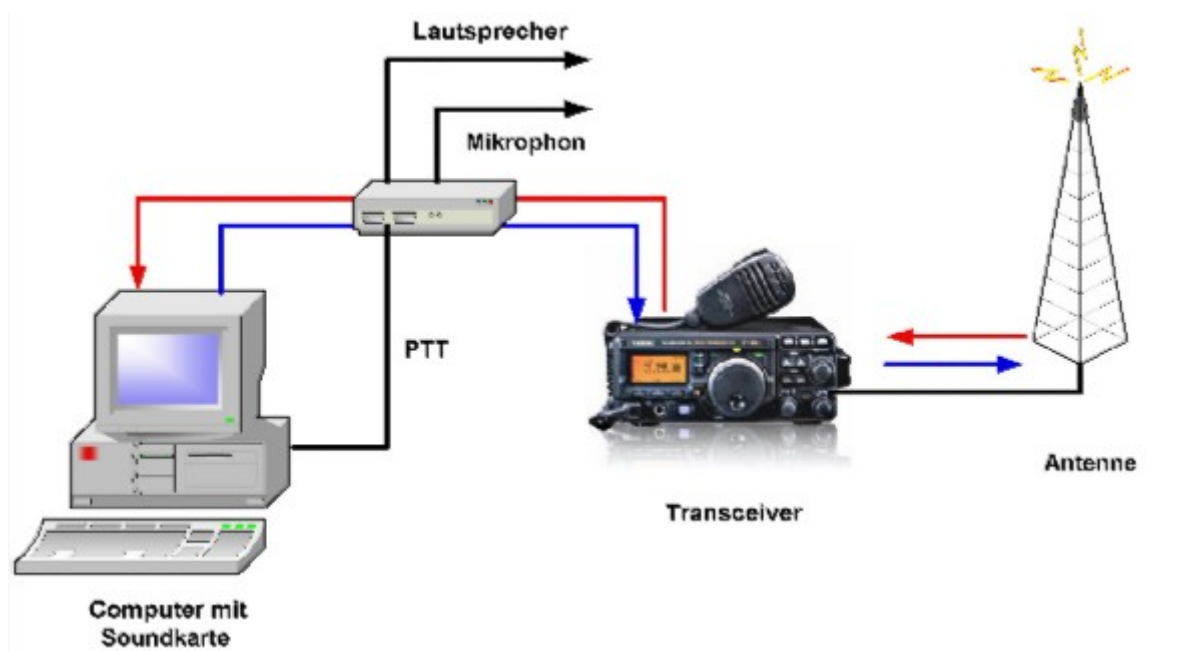 Lautsprecher
Mikrophon
PTT
Antenne
Transceiver
Computer mit
Soundkarte